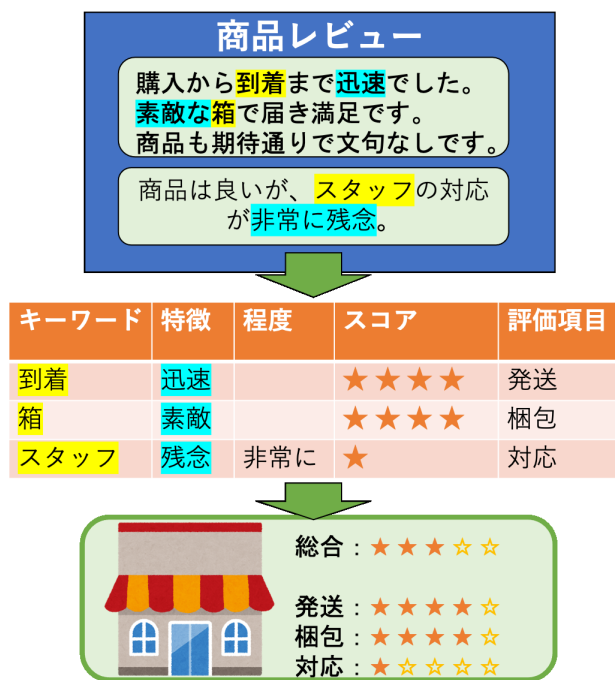 商品レビュー
購入から到着まで迅速でした。
素敵な箱で届き満足です。
商品も期待通りで文句なしです。
商品は良いが、スタッフの対応
が非常に残念。
キーワード 特徴 程度 スコア 評価項目
到着 迅速 ★★★★ 発送
箱 素敵 ★★★★ 梱包
スタッフ 残念 非常に ★ 対応
総合：★★★☆☆
発送：★★★★☆
梱包：★★★★☆
対応：★☆☆☆☆